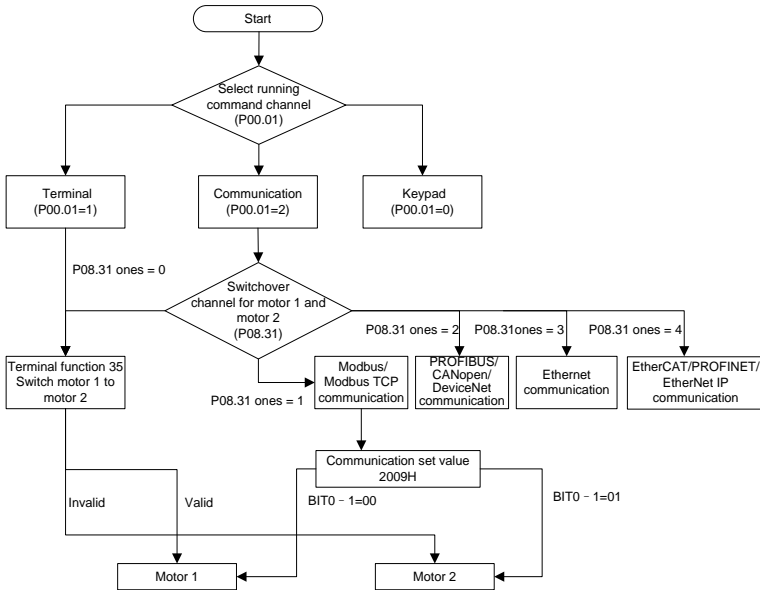 Start
Select running
command channel
(P00.01)
Terminal
(P00.01=1)
Communication
(P00.01=2)
Keypad
(P00.01=0)
P08.31 ones = 0
Switchover
channel for motor 1 and
motor 2
(P08.31)
P08.31 ones = 2
P08.31ones = 3
P08.31 ones = 4
Terminal function 35
Switch motor 1 to
motor 2
P08.31 ones = 1
Modbus/
Modbus TCP
communication
PROFIBUS/
CANopen/
DeviceNet
communication
Ethernet
communication
EtherCAT/PROFINET/
EtherNet IP
communication
Communication set value
2009H
Invalid
Valid
BIT0–1=00
BIT0–1=01
Motor 1
Motor 2